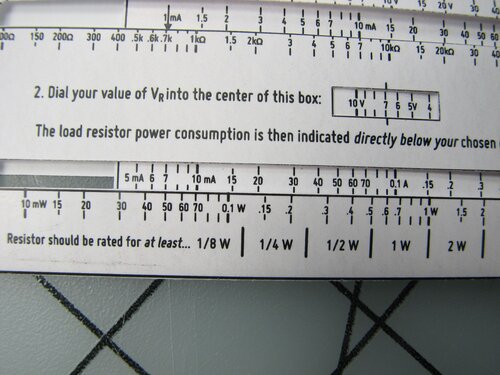 1 mA 1.5 2 3 4 5 6 7 10 mA 15 20 30 40 50 60
150 200 300 400 .5k .6k .7k 1kΩ 1.5 2kΩ 3 4 5 6 7 10kΩ 15 20kΩ 30
2. Dial your value of VR into the center of this box: 10 V 7 6 5V 4
The load resistor power consumption is then indicated directly below your chosen
5 mA 6 7 10 mA 15 20 30 40 50 60 70 0.1 A .15 .2 .3
10 mW 15 20 30 40 50 60 70 0.1 W .15 .2 .3 .4 .5 .6 .7 1 W 1.5 2
Resistor should be rated for at least... 1/8 W 1/4 W 1/2 W 1 W 2 W